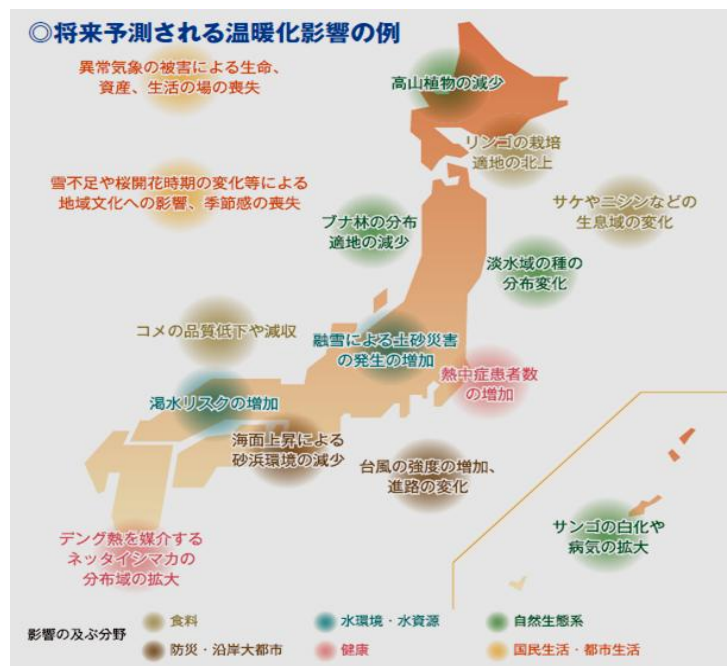 ◎将来予測される温暖化影響の例
異常気象の被害による生命、
資産、生活の場の喪失
高山植物の減少
リンゴの栽培
適地の北上
雪不足や桜開花時期の変化等による
地域文化への影響、季節感の喪失
サケやニシンなどの
生息域の変化
ブナ林の分布
適地の減少
淡水域の種の
分布変化
コメの品質低下や減収
融雪による土砂災害
の発生の増加
熱中症患者数
の増加
渇水リスクの増加
海面上昇による
砂浜環境の減少
台風の強度の増加、
進路の変化
デング熱を媒介する
ネッタイシマカの
分布域の拡大
サンゴの白化や
病気の拡大
影響の及ぶ分野
食料
水環境・水資源
自然生態系
防災・沿岸大都市
健康
国民生活・都市生活